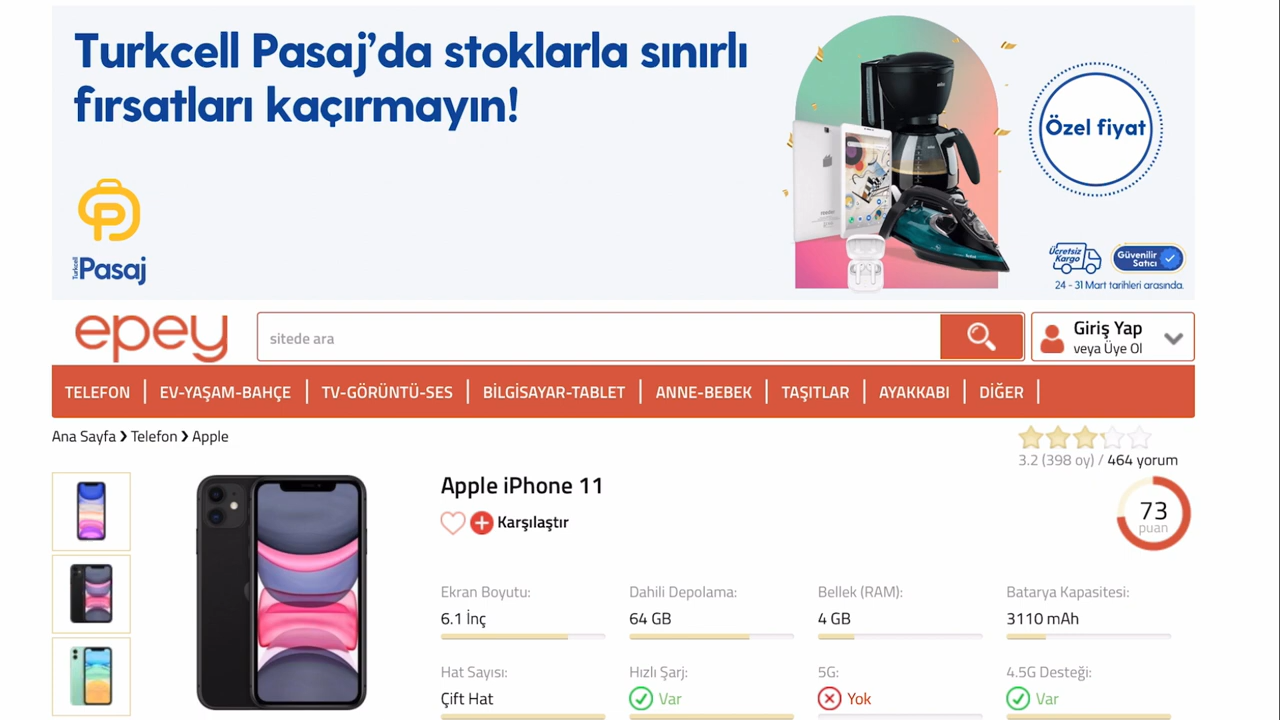 Turkcell Pasaj'da stoklarla sınırlı
fırsatları kaçırmayın!
Özel fiyat
Turkcell
Pasaj
Ücretsiz
Kargo
Güvenilir
Satıcı
24 - 31 Mart tarihleri arasında.
epey
sitede ara
Giriş Yap
veya Üye Ol
TELEFON
EV-YAŞAM-BAHÇE
TV-GÖRÜNTÜ-SES
BİLGİSAYAR-TABLET
ANNE-BEBEK
TAŞITLAR
AYAKKABI
DİĞER
Ana Sayfa ❯ Telefon ❯ Apple
3.2 (398 oy) / 464 yorum
Apple iPhone 11
Karşılaştır
73
puan
Ekran Boyutu:
6.1 İnç
Dahili Depolama:
64 GB
Bellek (RAM):
4 GB
Batarya Kapasitesi:
3110 mAh
Hat Sayısı:
Çift Hat
Hızlı Şarj:
Var
5G:
Yok
4.5G Desteği:
Var